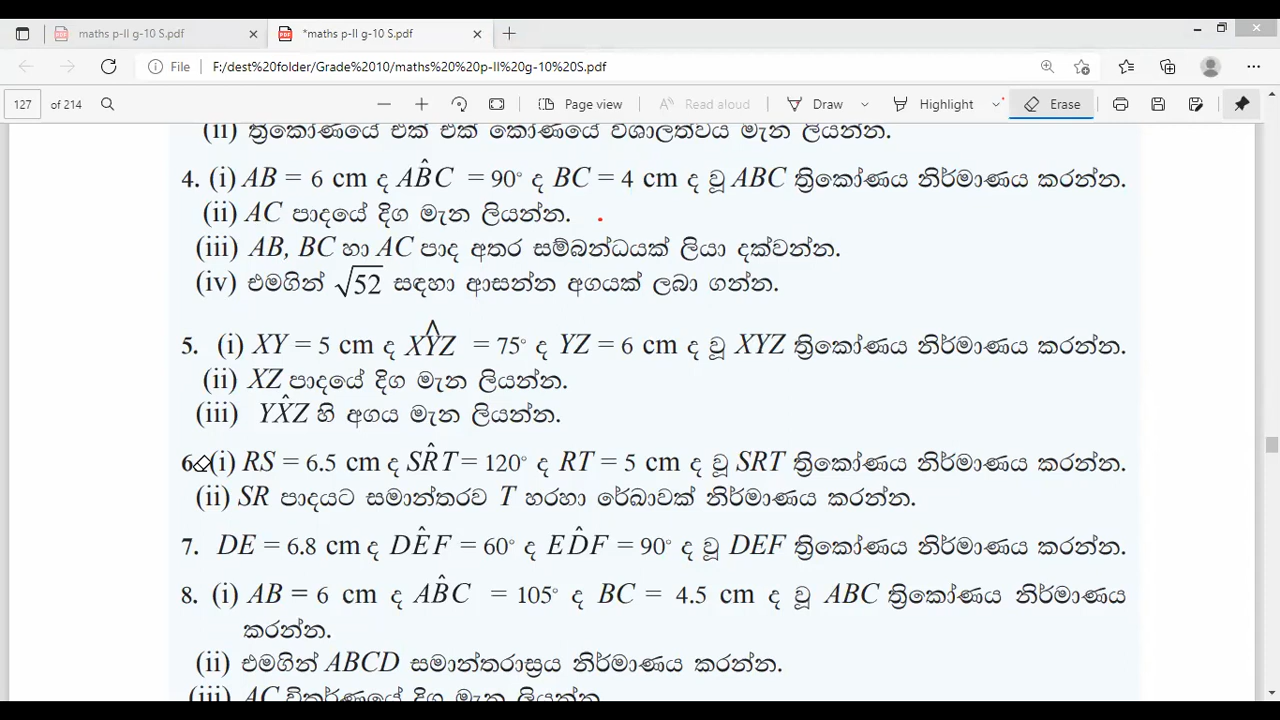 maths p-II g-10 S.pdf
*maths p-II g-10 S.pdf
File F:/dest%20folder/Grade%2010/maths%20%20p-II%20g-10%20S.pdf
127 of 214 Page view Read aloud Draw Highlight Erase
(ii) ත්‍රිකෝණයේ එක් එක් කෝණයේ විශාලත්වය මැන ලියන්න.
4. (i) AB = 6 cm ද AB̂C = 90° ද BC = 4 cm ද වූ ABC ත්‍රිකෝණය නිර්මාණය කරන්න.
(ii) AC පාදයේ දිග මැන ලියන්න.
(iii) AB, BC හා AC පාද අතර සම්බන්ධයක් ලියා දක්වන්න.
(iv) එමගින් √52 සඳහා ආසන්න අගයක් ලබා ගන්න.
5. (i) XY = 5 cm ද XŶZ = 75° ද YZ = 6 cm ද වූ XYZ ත්‍රිකෝණය නිර්මාණය කරන්න.
(ii) XZ පාදයේ දිග මැන ලියන්න.
(iii) YX̂Z හි අගය මැන ලියන්න.
6. (i) RS = 6.5 cm ද SR̂T = 120° ද RT = 5 cm ද වූ SRT ත්‍රිකෝණය නිර්මාණය කරන්න.
(ii) SR පාදයට සමාන්තරව T හරහා රේඛාවක් නිර්මාණය කරන්න.
7. DE = 6.8 cm ද DÊF = 60° ද ED̂F = 90° ද වූ DEF ත්‍රිකෝණය නිර්මාණය කරන්න.
8. (i) AB = 6 cm ද AB̂C = 105° ද BC = 4.5 cm ද වූ ABC ත්‍රිකෝණය නිර්මාණය
කරන්න.
(ii) එමගින් ABCD සමාන්තරාස්‍රය නිර්මාණය කරන්න.
(iii) AC විකර්ණයේ දිග මැන ලියන්න.